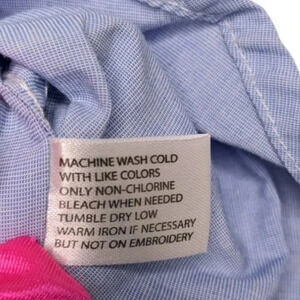 MACHINE WASH COLD
WITH LIKE COLORS
ONLY NON-CHLORINE
BLEACH WHEN NEEDED
TUMBLE DRY LOW
WARM IRON IF NECESSARY
BUT NOT ON EMBROIDERY